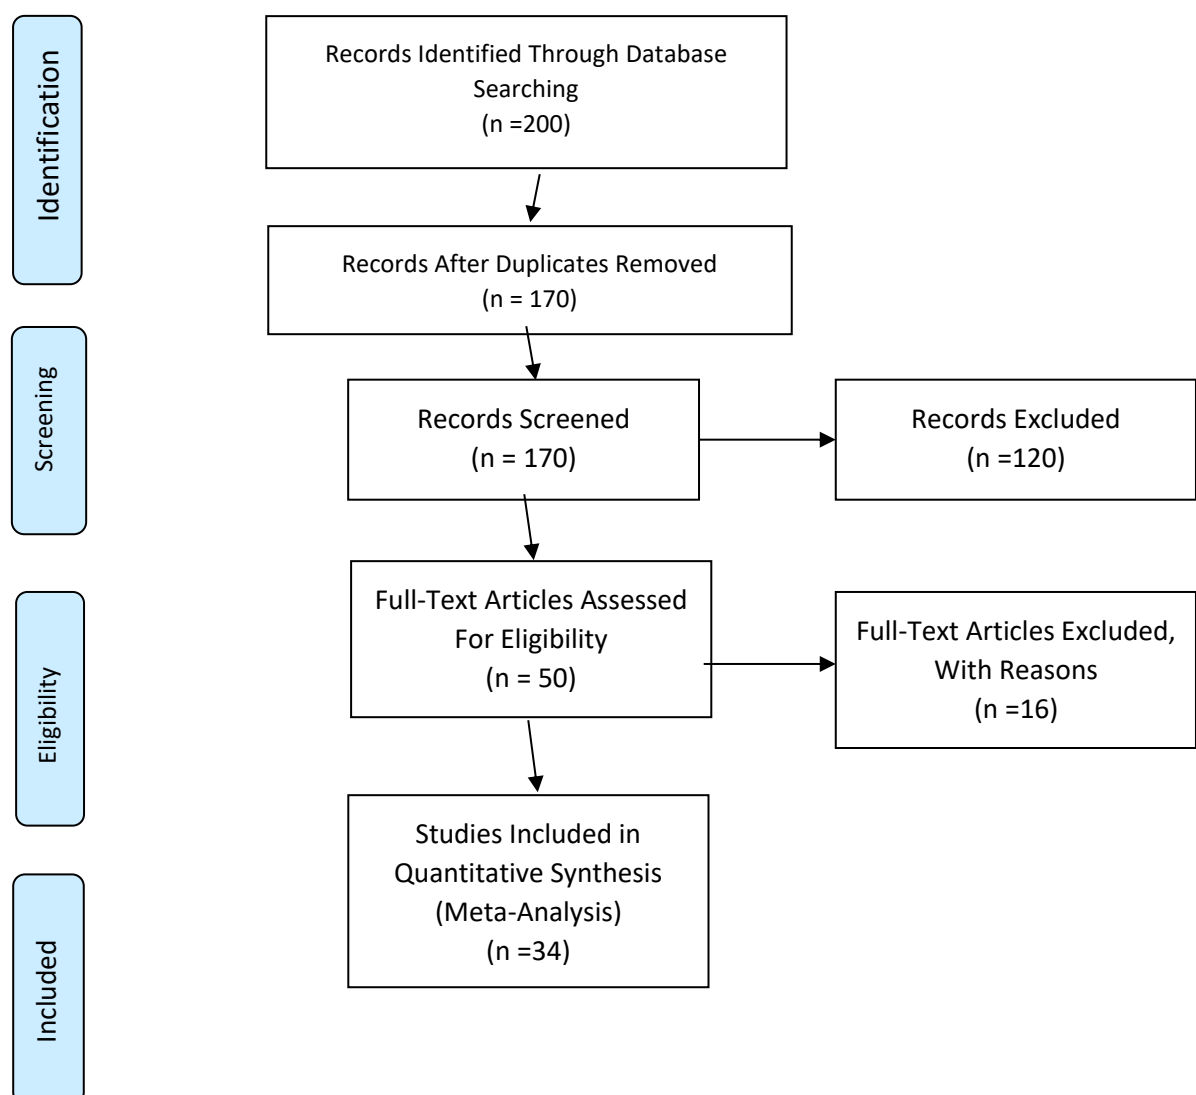 Identification
Records Identified Through Database
Searching
(n =200)
Records After Duplicates Removed
(n = 170)
Screening
Records Screened
(n = 170)
Records Excluded
(n =120)
Eligibility
Full-Text Articles Assessed
For Eligibility
(n = 50)
Full-Text Articles Excluded,
With Reasons
(n =16)
Included
Studies Included in
Quantitative Synthesis
(Meta-Analysis)
(n =34)